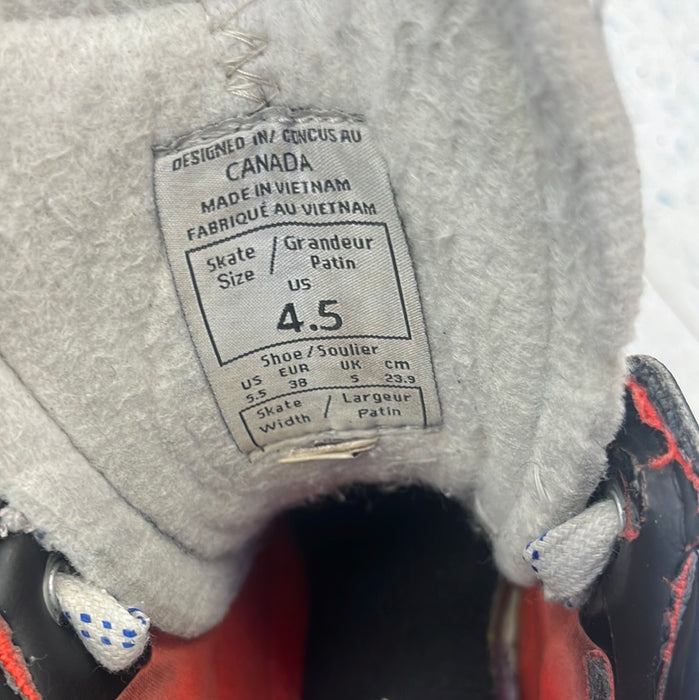 DESIGNED IN/ CONCUS AU
CANADA
MADE IN VIETNAM
FABRIQUÉ AU VIETNAM
Skate Size / Grandeur Patin
US
4.5
Shoe/Soulier
US EUR UK cm
5.5 38 5 23.9
Skate Width / Largeur Patin